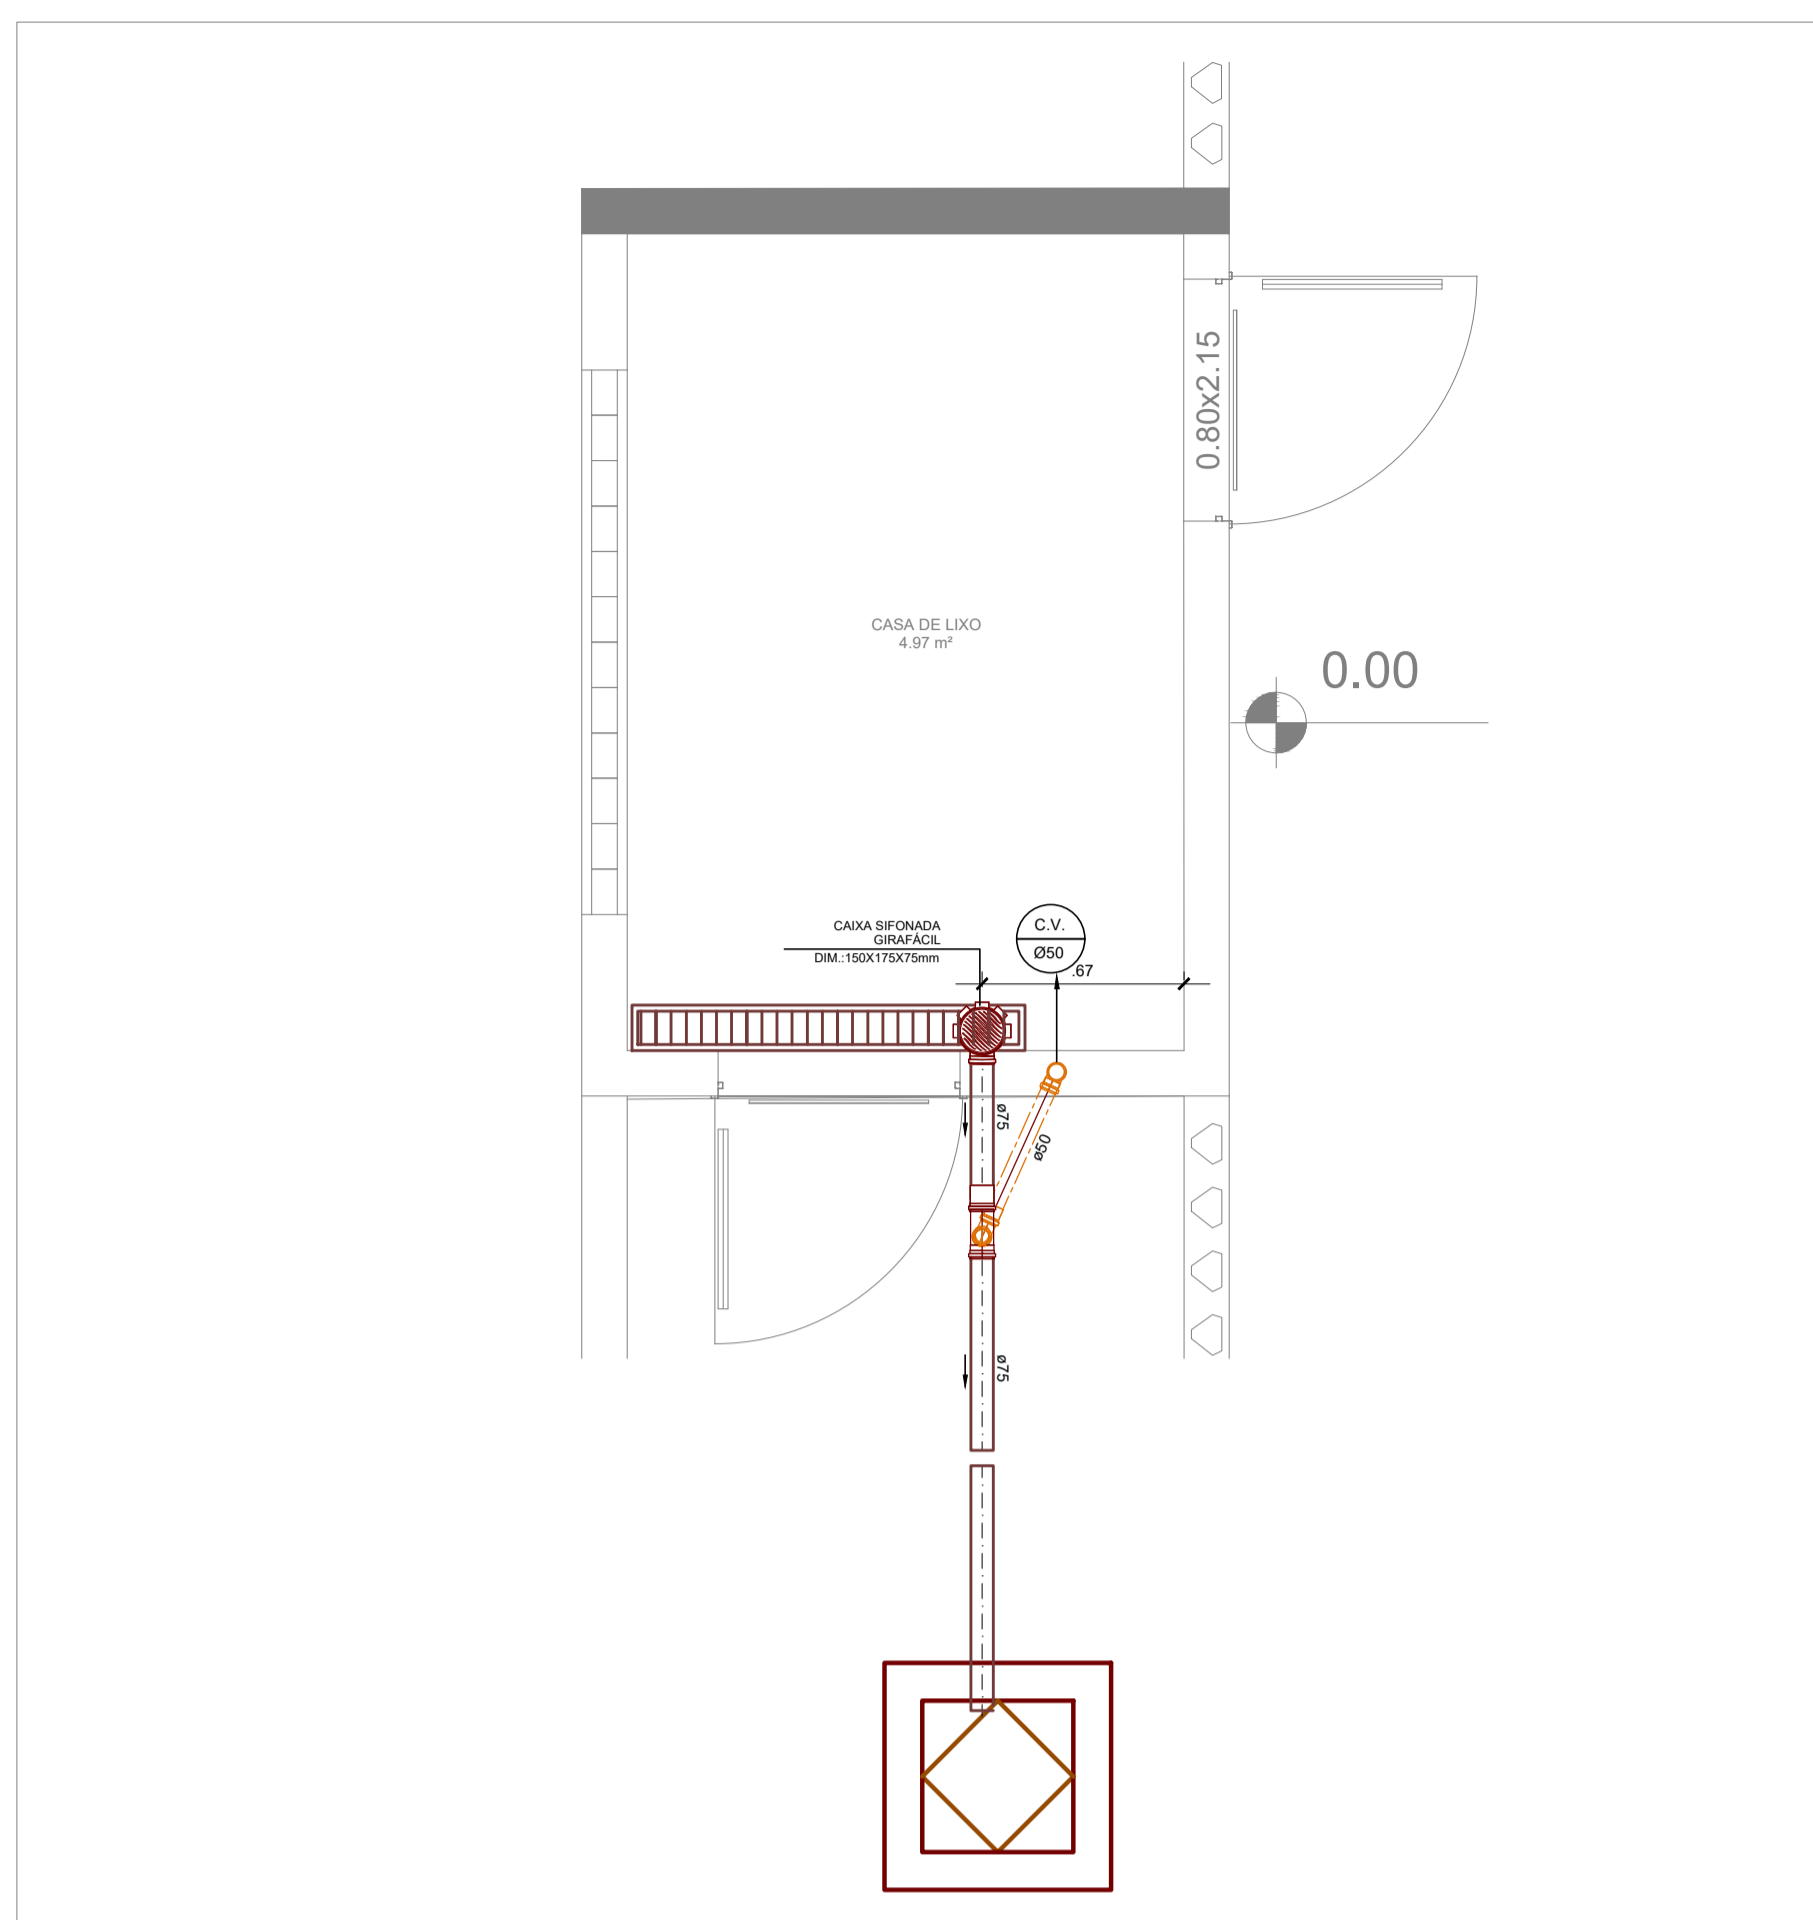 0.80x2.15
CASA DE LIXO
4.97 m²
0.00
CAIXA SIFONADA
GIRAFÁCIL
DIM.:150X175X75mm
C.V.
Ø50
.67
ø75
ø50
ø75